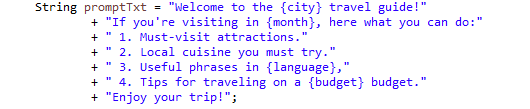 String promptTxt = "Welcome to the {city} travel guide!"
+ "If you're visiting in {month}, here what you can do:"
+ " 1. Must-visit attractions."
+ " 2. Local cuisine you must try."
+ " 3. Useful phrases in {language},"
+ " 4. Tips for traveling on a {budget} budget."
+ "Enjoy your trip!";